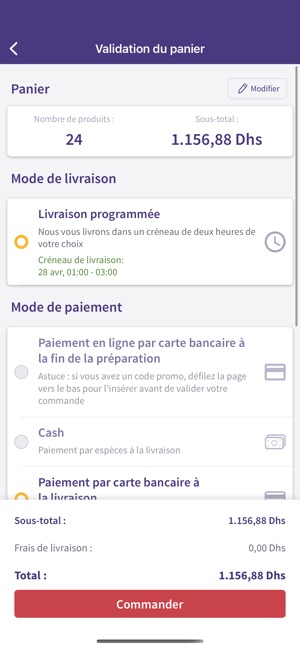 Validation du panier
Panier
Modifier
Nombre de produits :
Sous-total :
24
1.156,88 Dhs
Mode de livraison
Livraison programmée
Nous vous livrons dans un créneau de deux heures de
votre choix
Créneau de livraison:
28 avr, 01:00 - 03:00
Mode de paiement
Paiement en ligne par carte bancaire à
la fin de la préparation
Astuce : si vous avez un code promo, défilez la page
vers le bas pour l'insérer avant de valider votre
commande
Cash
Paiement par espèces à la livraison
Paiement par carte bancaire à
la livraison
Sous-total :
1.156,88 Dhs
Frais de livraison :
0,00 Dhs
Total :
1.156,88 Dhs
Commander